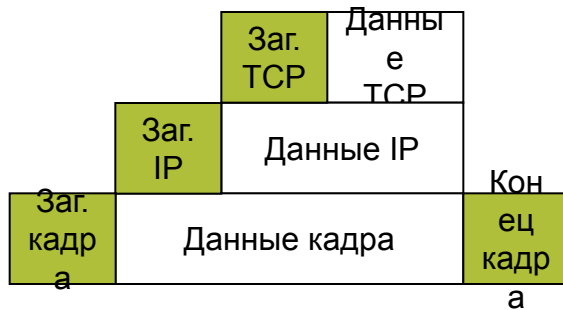 Заг.
TCP
Данны
е
TCP
Заг.
IP
Данные IP
Заг.
кадр
а
Данные кадра
Кон
ец
кадр
а